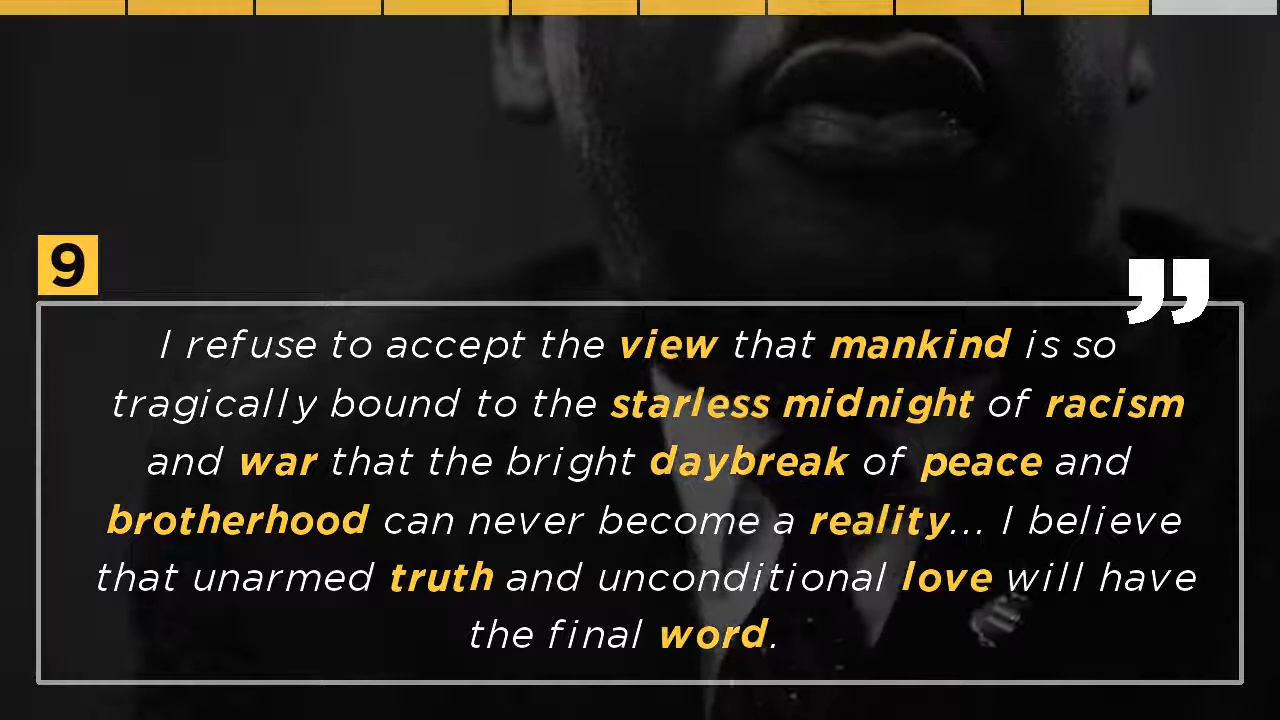 9
”
I refuse to accept the view that mankind is so
tragically bound to the starless midnight of racism
and war that the bright daybreak of peace and
brotherhood can never become a reality... I believe
that unarmed truth and unconditional love will have
the final word.